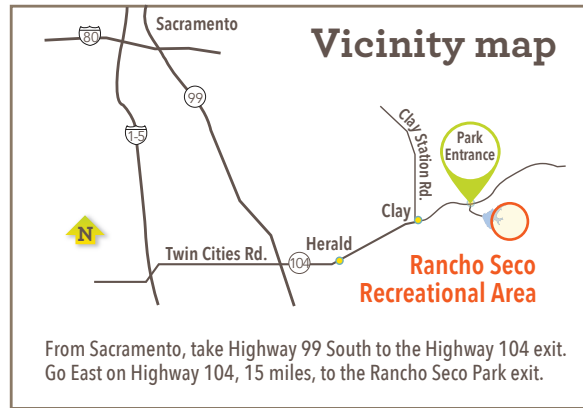 Vicinity map
Sacramento
80
99
1-5
Clay Station Rd.
Park
Entrance
Clay
N
Herald
Twin Cities Rd.
104
Rancho Seco
Recreational Area
From Sacramento, take Highway 99 South to the Highway 104 exit.
Go East on Highway 104, 15 miles, to the Rancho Seco Park exit.